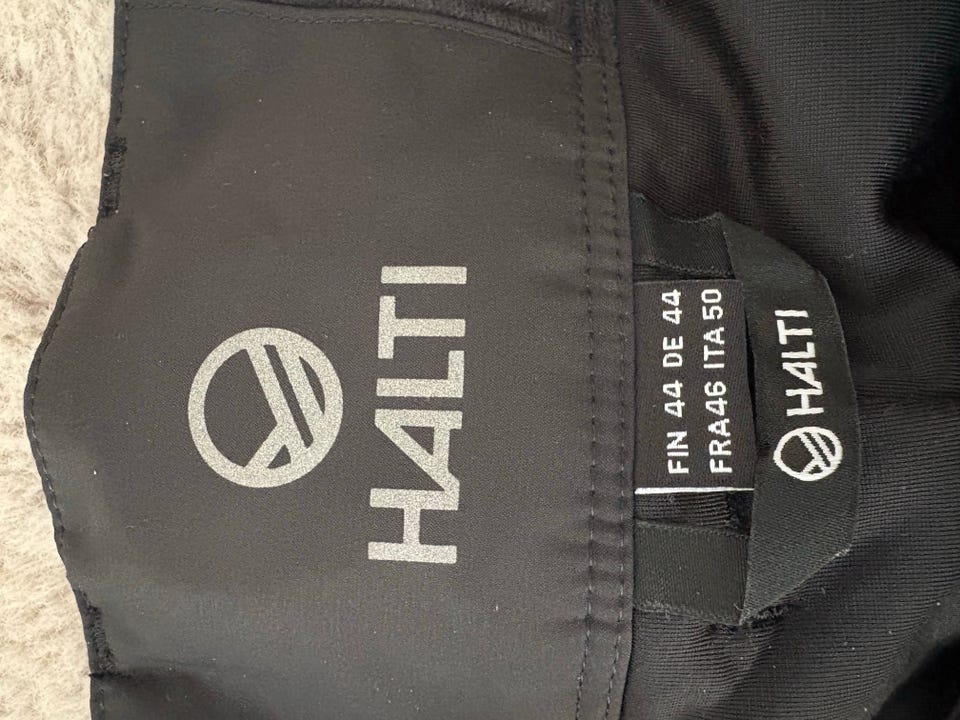 HALTI
FIN 44 DE 44
FRA46 ITA 50
HALTI